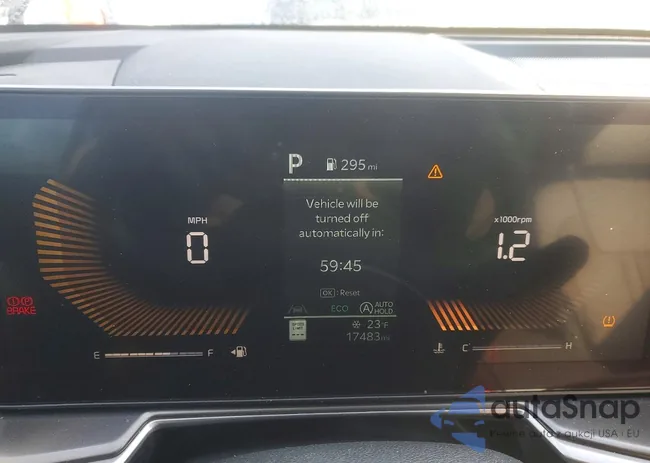 P 295 mi
Vehicle will be
turned off
automatically in:
59:45
OK : Reset
ECO A AUTO HOLD
23°F
17483mi
MPH
0
x1000rpm
1.2
BRAKE
E F
C H
autoSnap